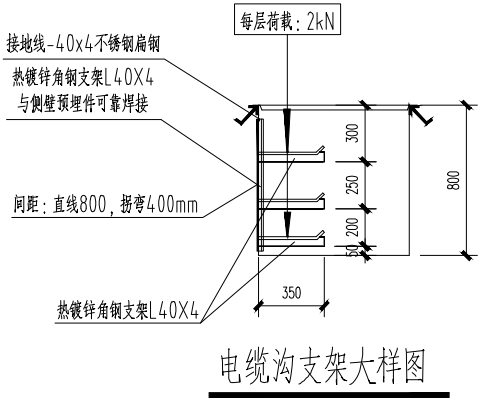 每层荷载：2kN
接地线-40x4不锈钢扁钢
热镀锌角钢支架L40X4
与侧壁预埋件可靠焊接
间距：直线800，拐弯400mm
热镀锌角钢支架L40X4
300
250
200
50
800
350
电缆沟支架大样图